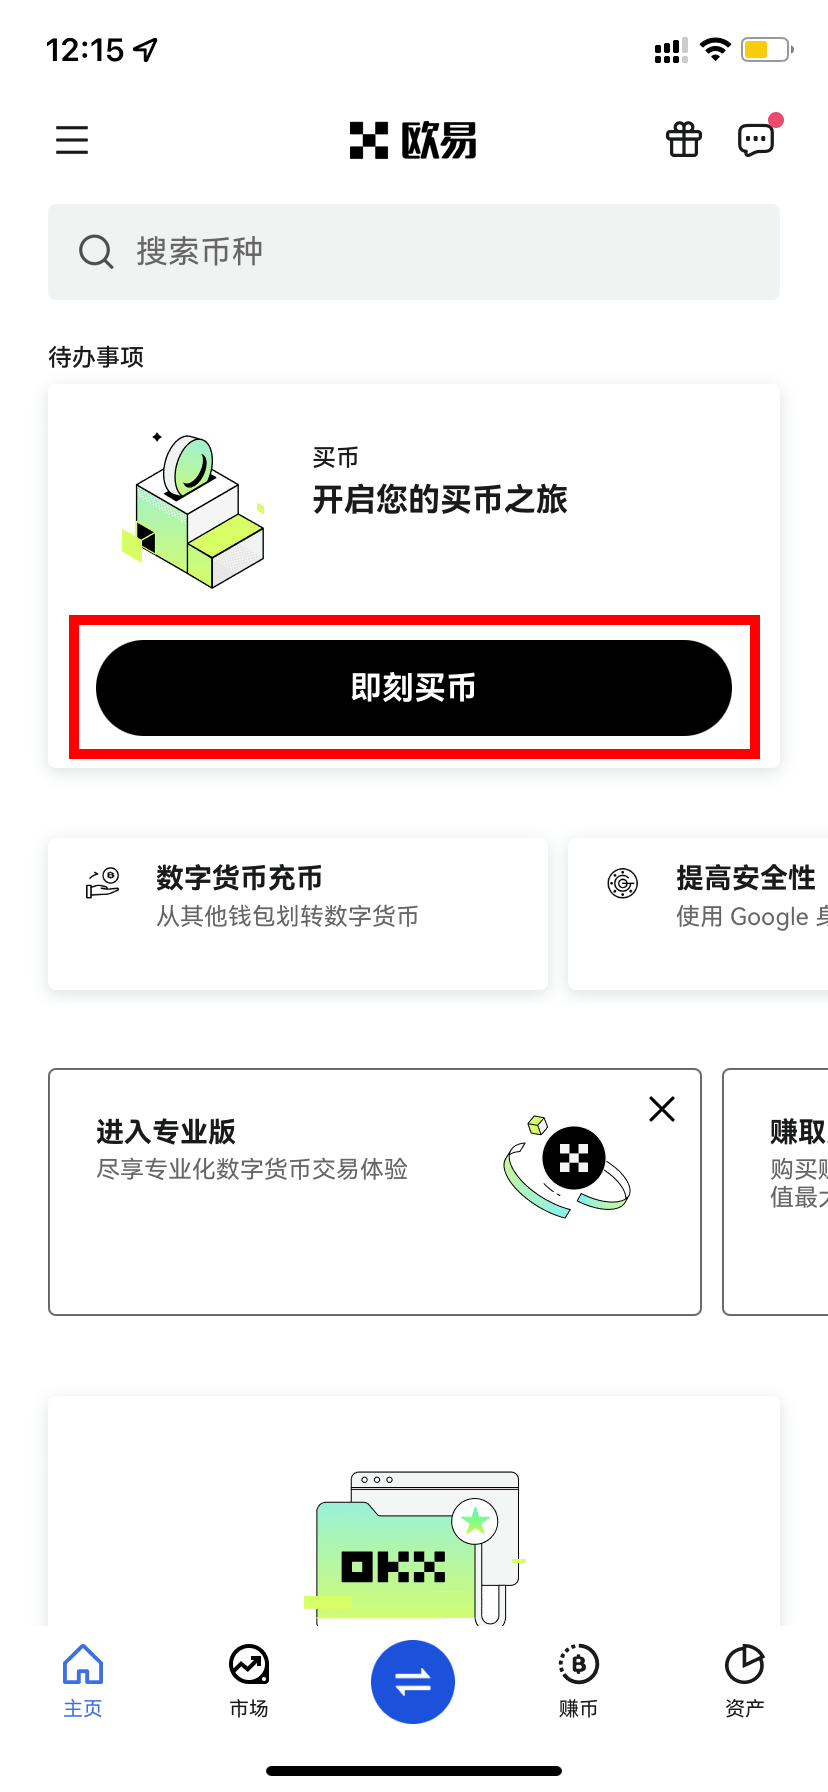 12:15
欧易
搜索币种
待办事项
买币
开启您的买币之旅
即刻买币
数字货币充币
从其他钱包划转数字货币
提高安全性
使用 Google 身
进入专业版
尽享专业化数字货币交易体验
赚取
购买
值最
OKX
主页
市场
赚币
资产